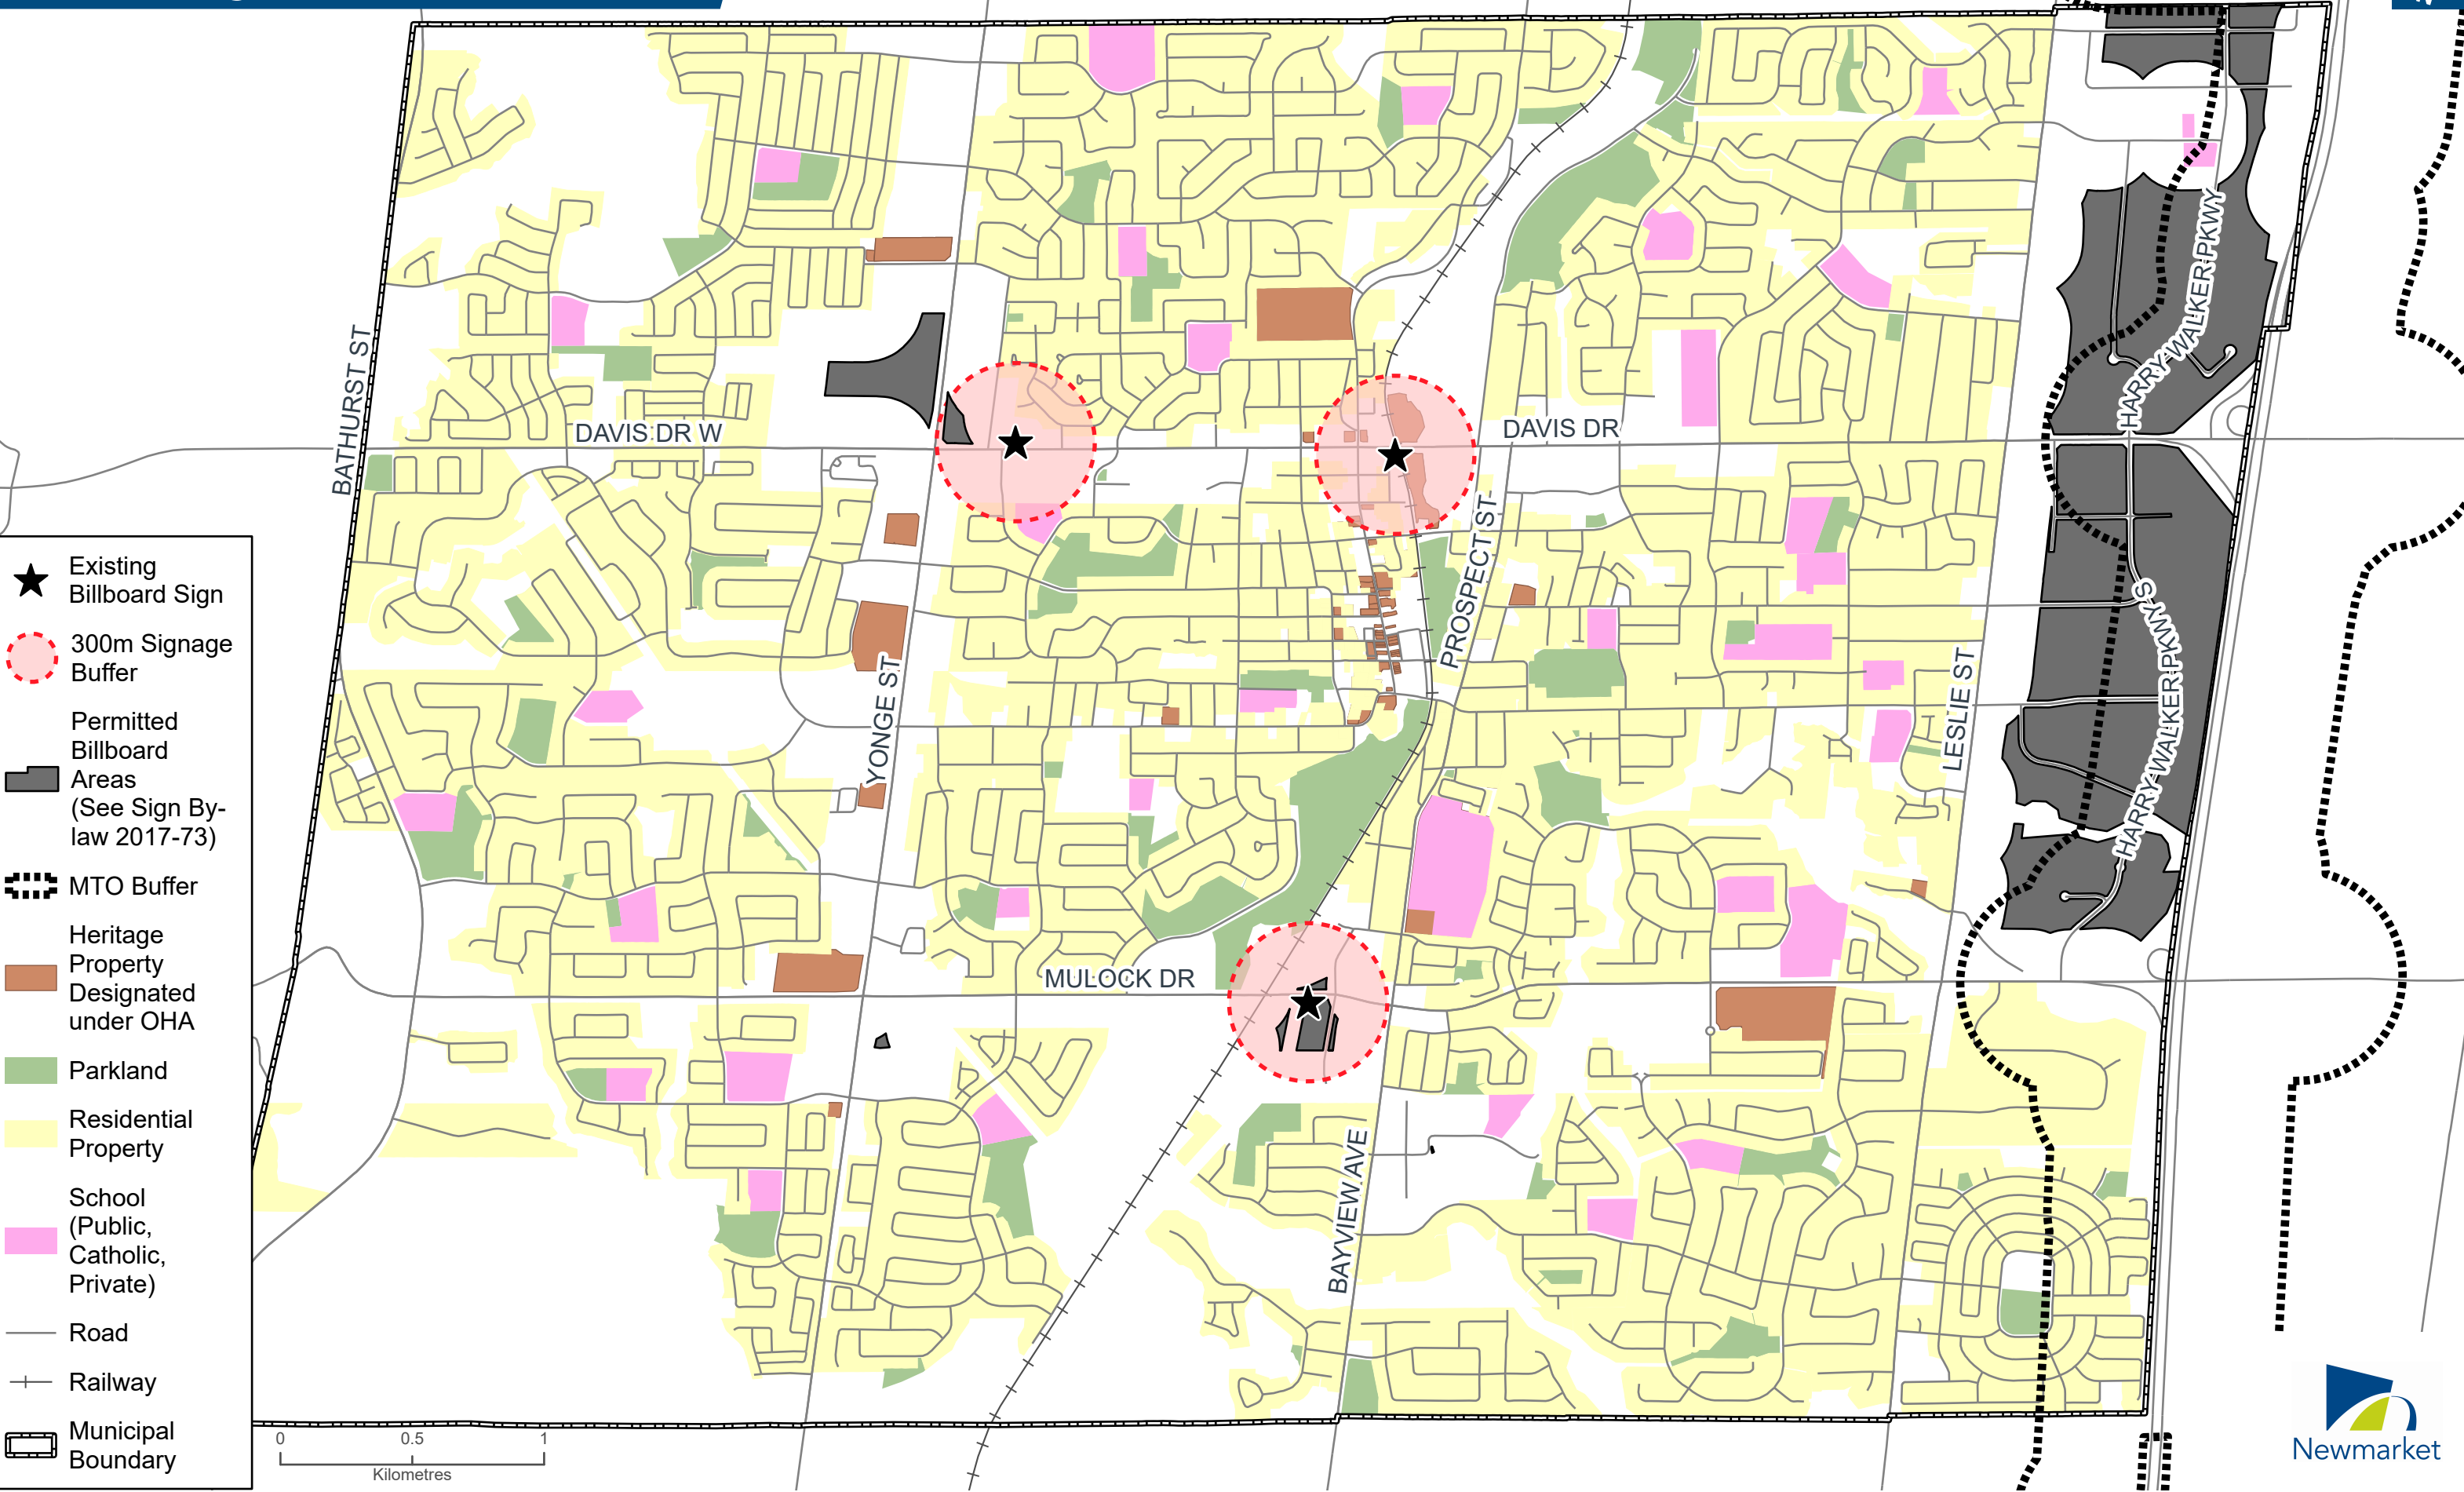 BATHURST ST
DAVIS DR W
DAVIS DR
YONGE ST
PROSPECT ST
LESLIE ST
HARRY WALKER PKWY
HARRY WALKER PKWY
HARRY WALKER PKWY S
MULOCK DR
BAYVIEW AVE
Existing
Billboard Sign
300m Signage
Buffer
Permitted
Billboard
Areas
(See Sign By-
law 2017-73)
MTO Buffer
Heritage
Property
Designated
under OHA
Parkland
Residential
Property
School
(Public,
Catholic,
Private)
Road
Railway
Municipal
Boundary
0 0.5 1
Kilometres
Newmarket